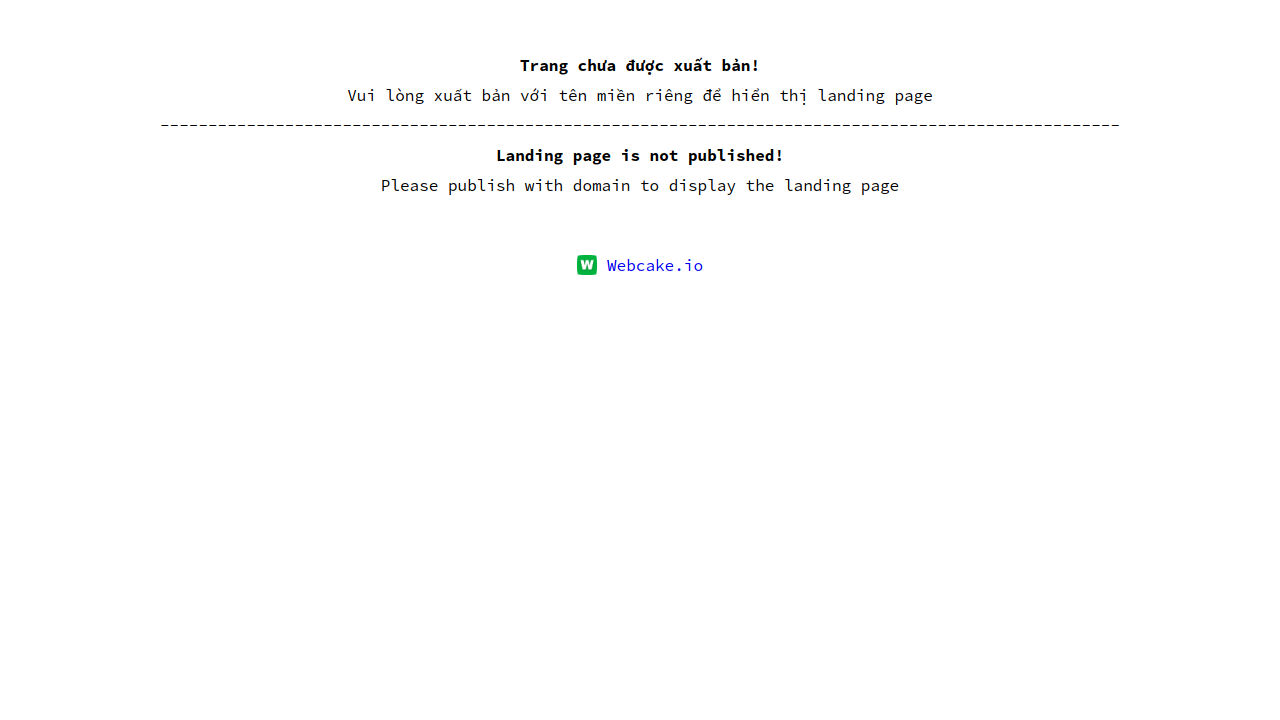 Trang chưa được xuất bản!
Vui lòng xuất bản với tên miền riêng để hiển thị landing page
----------------------------------------------------------------------------------------------------
Landing page is not published!
Please publish with domain to display the landing page
W Webcake.io